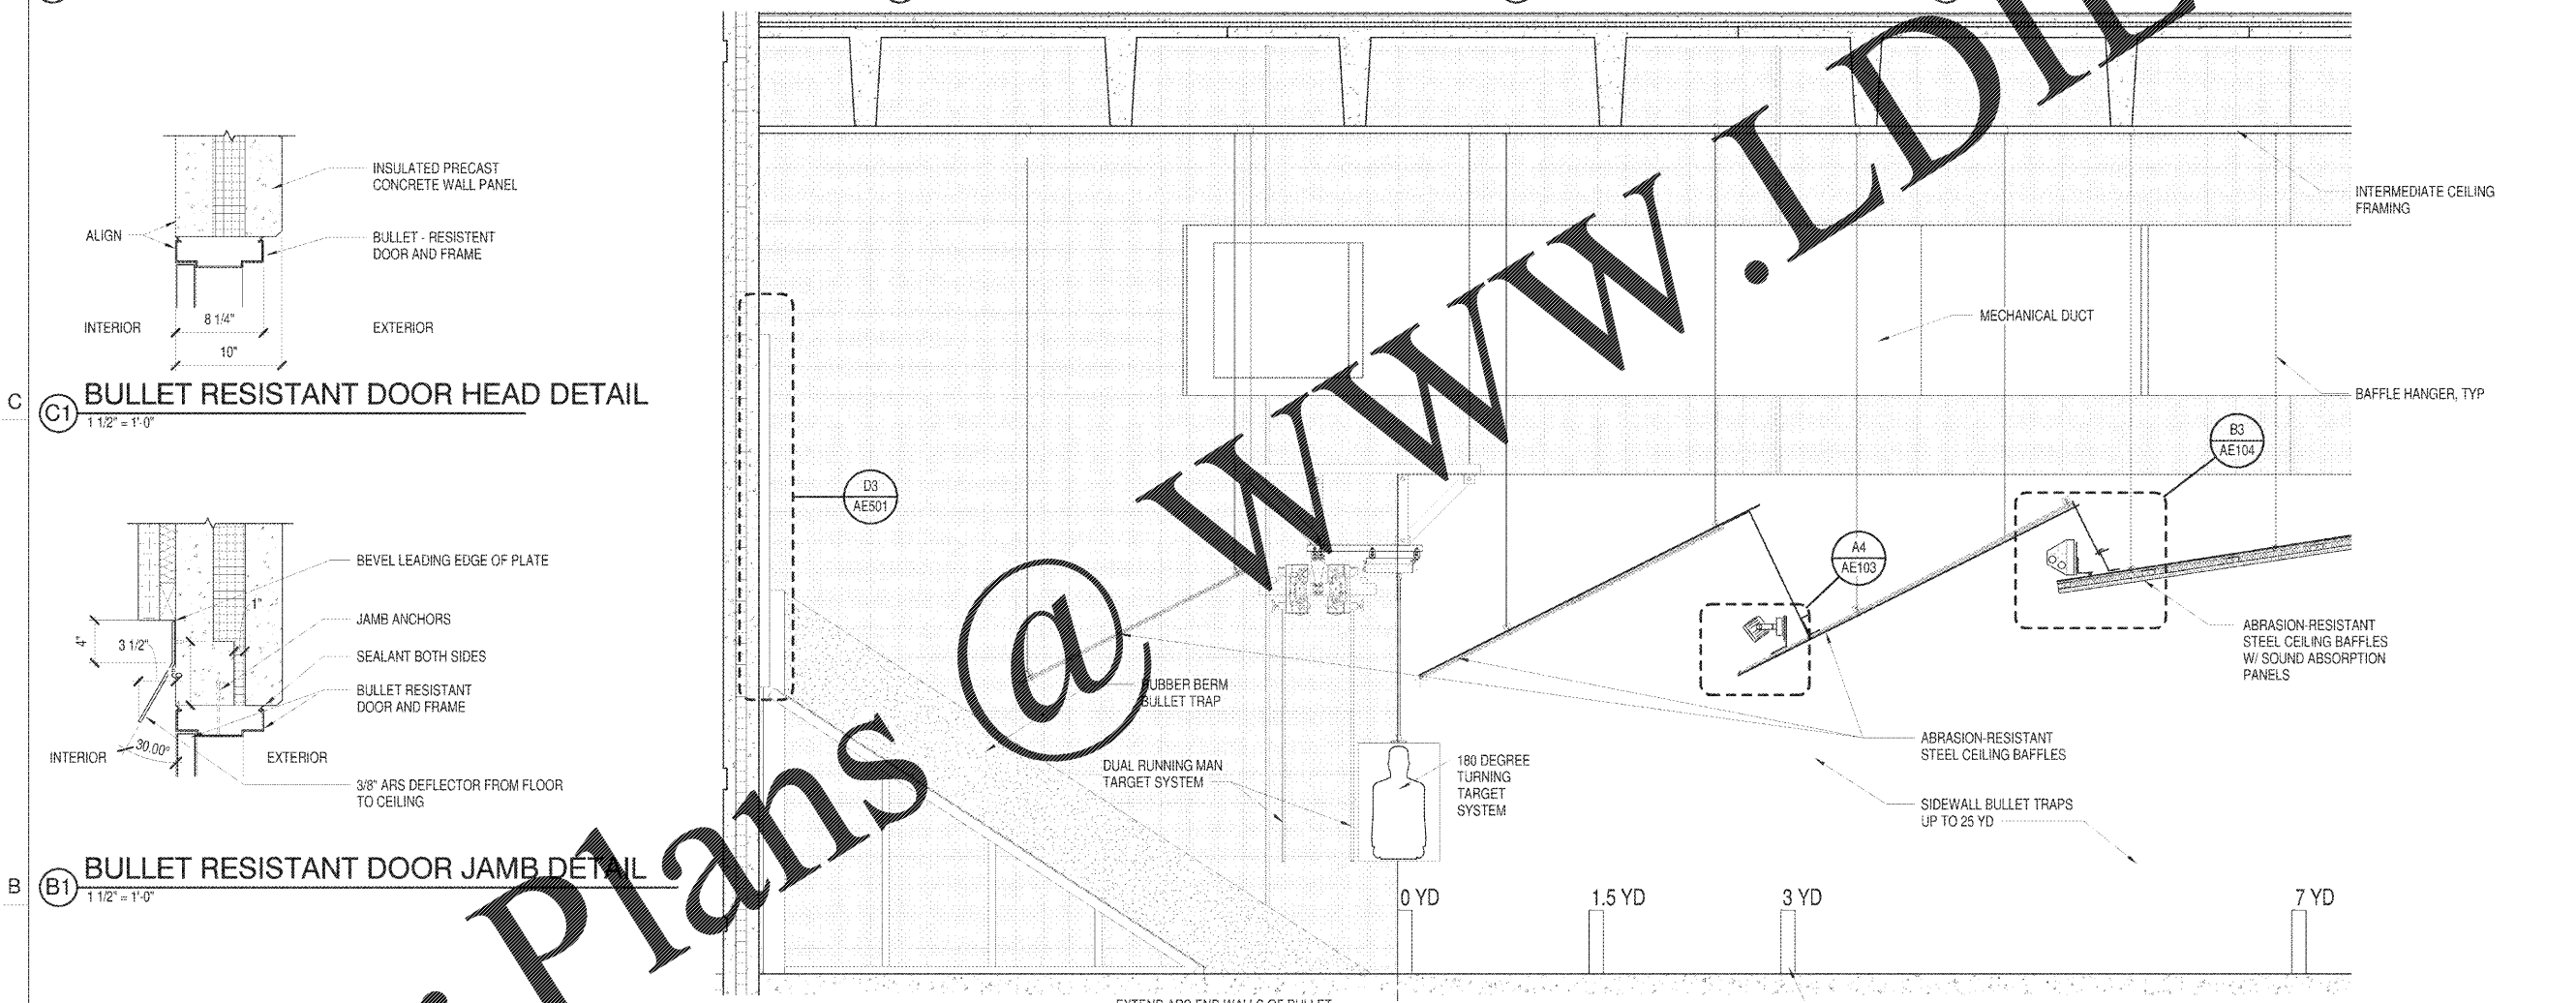 INSULATED PRECAST
CONCRETE WALL PANEL
ALIGN
BULLET - RESISTENT
DOOR AND FRAME
INTERIOR
8 1/4"
EXTERIOR
10"
C
C1
BULLET RESISTANT DOOR HEAD DETAIL
1 1/2" = 1'-0"
BEVEL LEADING EDGE OF PLATE
1"
JAMB ANCHORS
4"
3 1/2"
SEALANT BOTH SIDES
BULLET RESISTANT
DOOR AND FRAME
30.00°
INTERIOR
EXTERIOR
3/8" ARS DEFLECTOR FROM FLOOR
TO CEILING
B
B1
BULLET RESISTANT DOOR JAMB DETAIL
1 1/2" = 1'-0"
INTERMEDIATE CEILING
FRAMING
MECHANICAL DUCT
BAFFLE HANGER, TYP
B3
AE104
D3
AE501
A4
AE103
ABRASION-RESISTANT
STEEL CEILING BAFFLES
W/ SOUND ABSORPTION
PANELS
RUBBER BERM
BULLET TRAP
ABRASION-RESISTANT
STEEL CEILING BAFFLES
DUAL RUNNING MAN
TARGET SYSTEM
180 DEGREE
TURNING
TARGET
SYSTEM
SIDEWALL BULLET TRAPS
UP TO 25 YD
0 YD
1.5 YD
3 YD
7 YD
EXTEND ARS END WALLS OF BULLET
Plans @ www.LDI